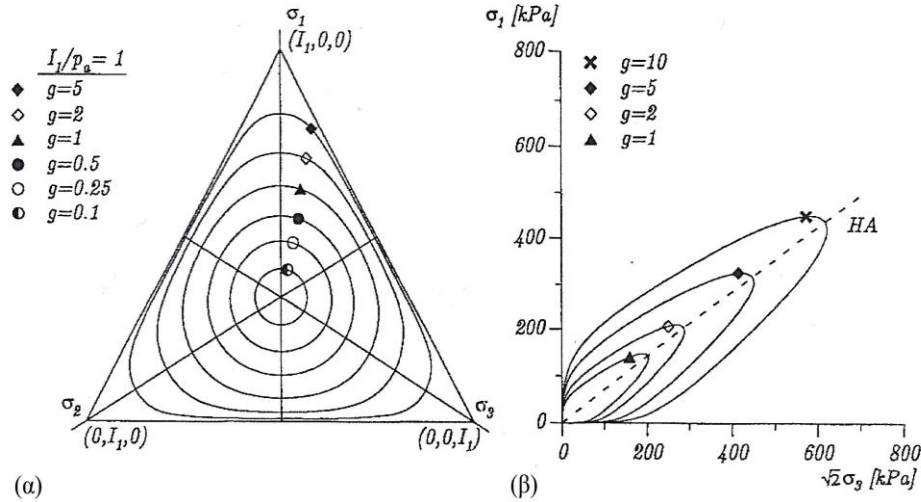 σ₁
(I₁,0,0)
I₁/pₐ = 1
g=5
g=2
g=1
g=0.5
g=0.25
g=0.1
σ₂
(0,I₁,0)
σ₃
(0,0,I₁)
(α)
σ₁ [kPa]
800
600
400
200
0
g=10
g=5
g=2
g=1
HA
0 200 400 600 800
√2σ₃ [kPa]
(β)